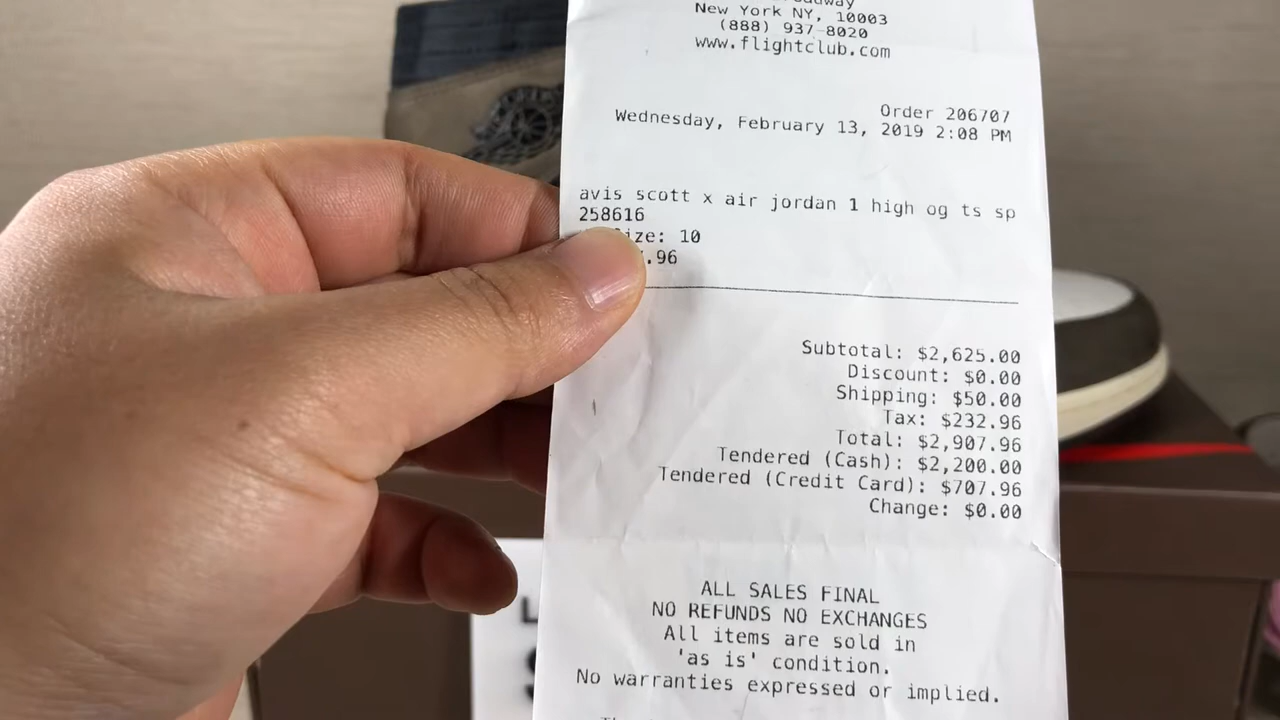 New York NY, 10003
(888) 937-8020
www.flightclub.com
Order 206707
Wednesday, February 13, 2019 2:08 PM
avis scott x air jordan 1 high og ts sp
258616
ize: 10
.96
Subtotal: $2,625.00
Discount: $0.00
Shipping: $50.00
Tax: $232.96
Total: $2,907.96
Tendered (Cash): $2,200.00
Tendered (Credit Card): $707.96
Change: $0.00
ALL SALES FINAL
NO REFUNDS NO EXCHANGES
All items are sold in
'as is' condition.
No warranties expressed or implied.